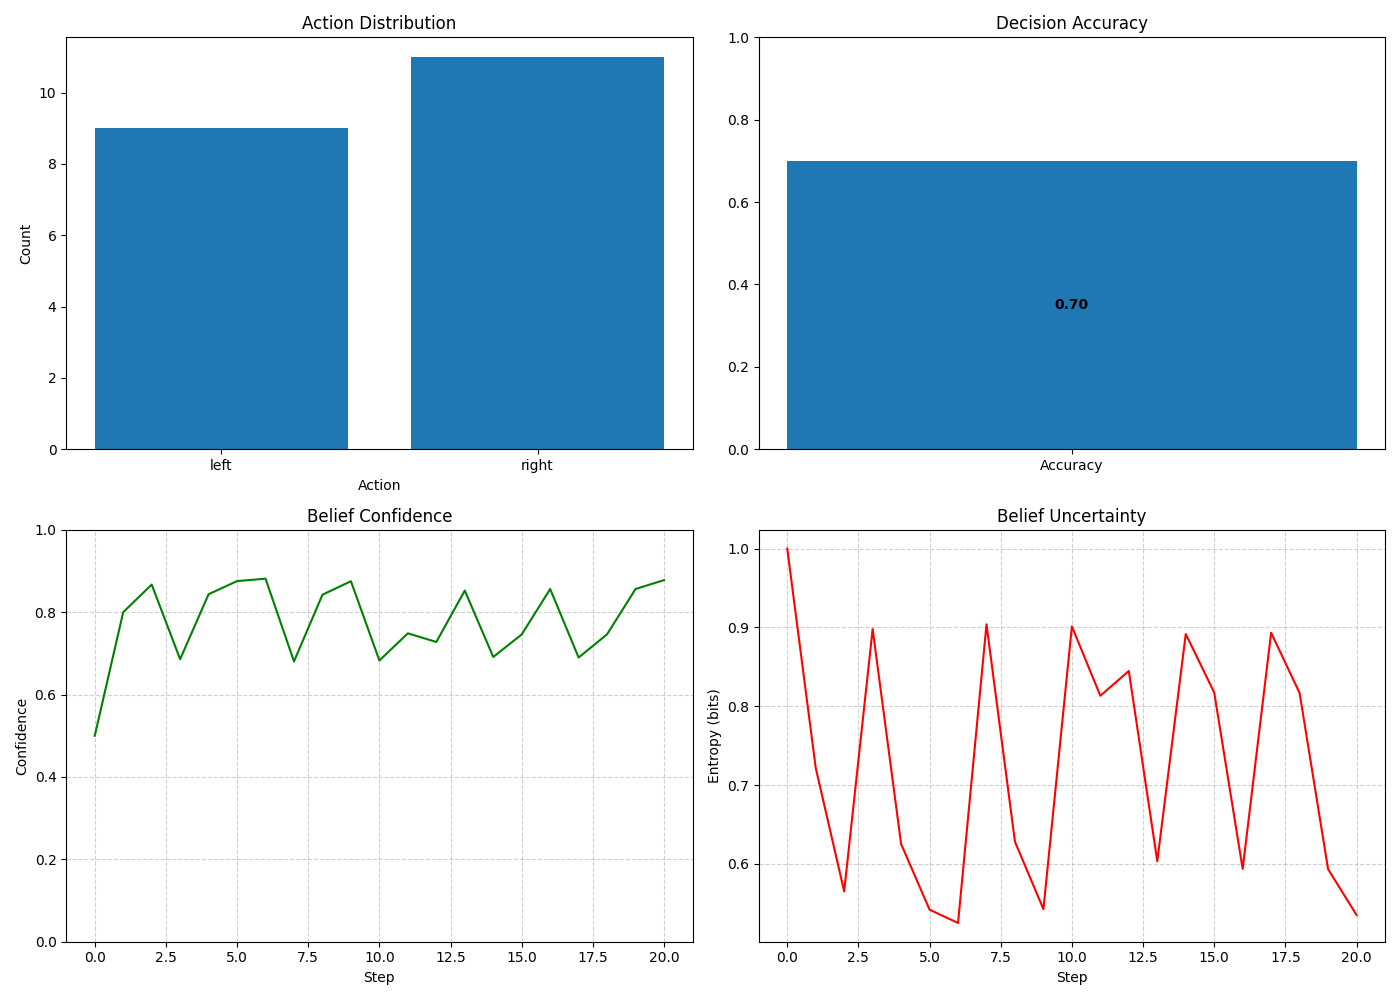 Action Distribution
Count
10
8
6
4
2
0
left
right
Action
Decision Accuracy
1.0
0.8
0.6
0.4
0.2
0.0
0.70
Accuracy
Belief Confidence
Confidence
1.0
0.8
0.6
0.4
0.2
0.0
0.0 2.5 5.0 7.5 10.0 12.5 15.0 17.5 20.0
Step
Belief Uncertainty
Entropy (bits)
1.0
0.9
0.8
0.7
0.6
0.0 2.5 5.0 7.5 10.0 12.5 15.0 17.5 20.0
Step